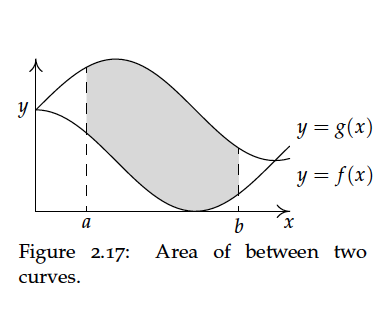 y
y = g(x)
y = f(x)
a
b
x
Figure 2.17: Area of between two
curves.